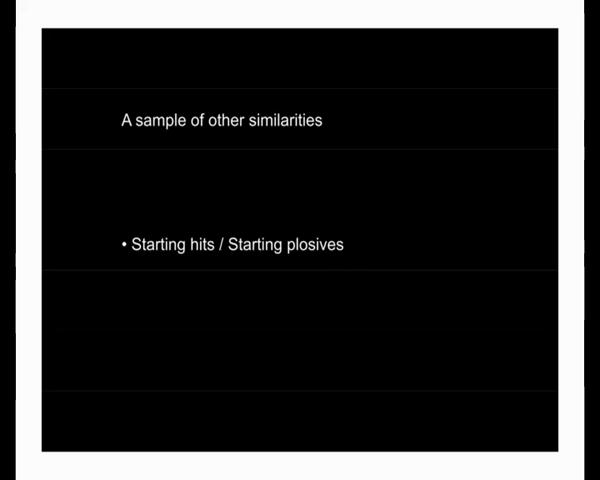 A sample of other similarities
• Starting hits / Starting plosives